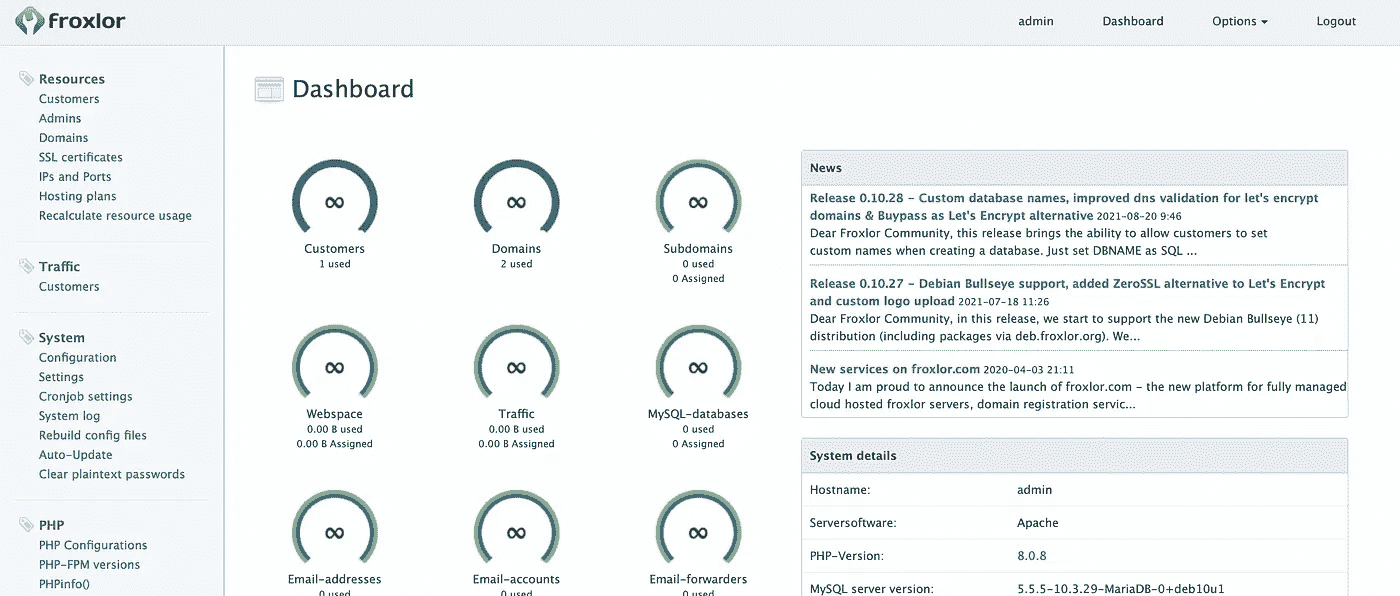 froxlor
admin
Dashboard
Options
Logout
Resources
Customers
Admins
Domains
SSL certificates
IPs and Ports
Hosting plans
Recalculate resource usage
Traffic
Customers
System
Configuration
Settings
Cronjob settings
System log
Rebuild config files
Auto-Update
Clear plaintext passwords
PHP
PHP Configurations
PHP-FPM versions
PHPinfo()
Dashboard
∞
Customers
1 used
∞
Domains
2 used
∞
Subdomains
0 used
0 Assigned
∞
Webspace
0.00 B used
0.00 B Assigned
∞
Traffic
0.00 B used
0.00 B Assigned
∞
MySQL-databases
0 used
0 Assigned
∞
Email-addresses
0 used
∞
Email-accounts
0 used
∞
Email-forwarders
0 used
News
Release 0.10.28 - Custom database names, improved dns validation for let's encrypt
domains & Buypass as Let's Encrypt alternative 2021-08-20 9:46
Dear Froxlor Community, this release brings the ability to allow customers to set
custom names when creating a database. Just set DBNAME as SQL ...
Release 0.10.27 - Debian Bullseye support, added ZeroSSL alternative to Let's Encrypt
and custom logo upload 2021-07-18 11:26
Dear Froxlor Community, in this release, we start to support the new Debian Bullseye (11)
distribution (including packages via deb.froxlor.org). We...
New services on froxlor.com 2020-04-03 21:11
Today I am proud to announce the launch of froxlor.com - the new platform for fully managed
cloud hosted froxlor servers, domain registration servic...
System details
Hostname: admin
Serversoftware: Apache
PHP-Version: 8.0.8
MySQL server version: 5.5.5-10.3.29-MariaDB-0+deb10u1